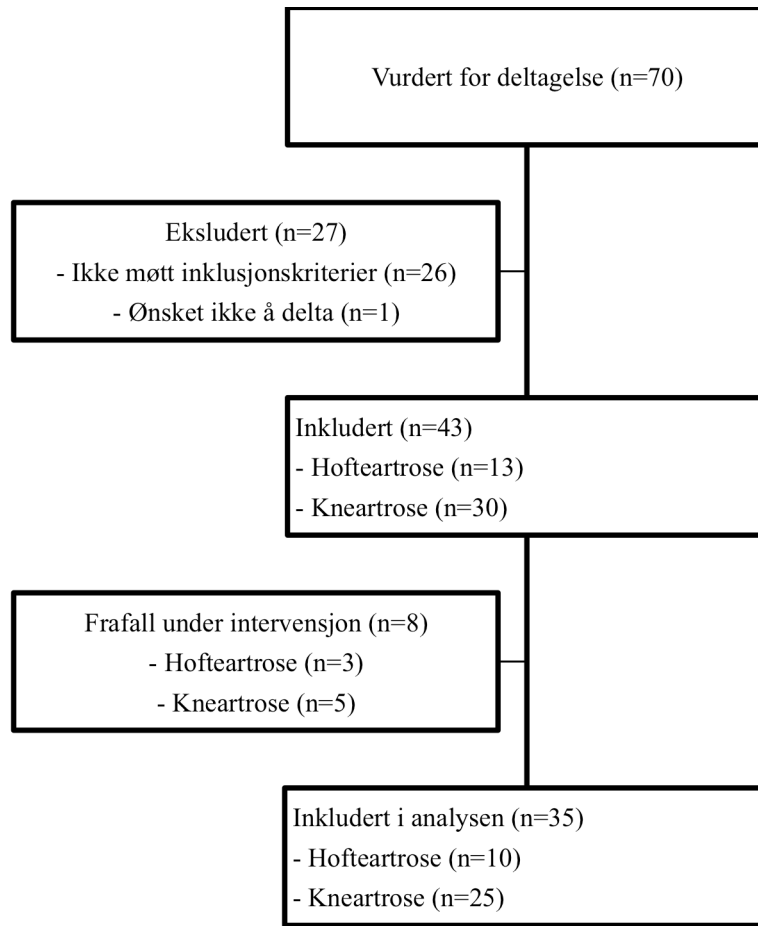 Vurdert for deltagelse (n=70)
Eksludert (n=27)
- Ikke møtt inklusjonskriterier (n=26)
- Ønsket ikke å delta (n=1)
Inkludert (n=43)
- Hofteartrose (n=13)
- Kneartrose (n=30)
Frafall under intervensjon (n=8)
- Hofteartrose (n=3)
- Kneartrose (n=5)
Inkludert i analysen (n=35)
- Hofteartrose (n=10)
- Kneartrose (n=25)